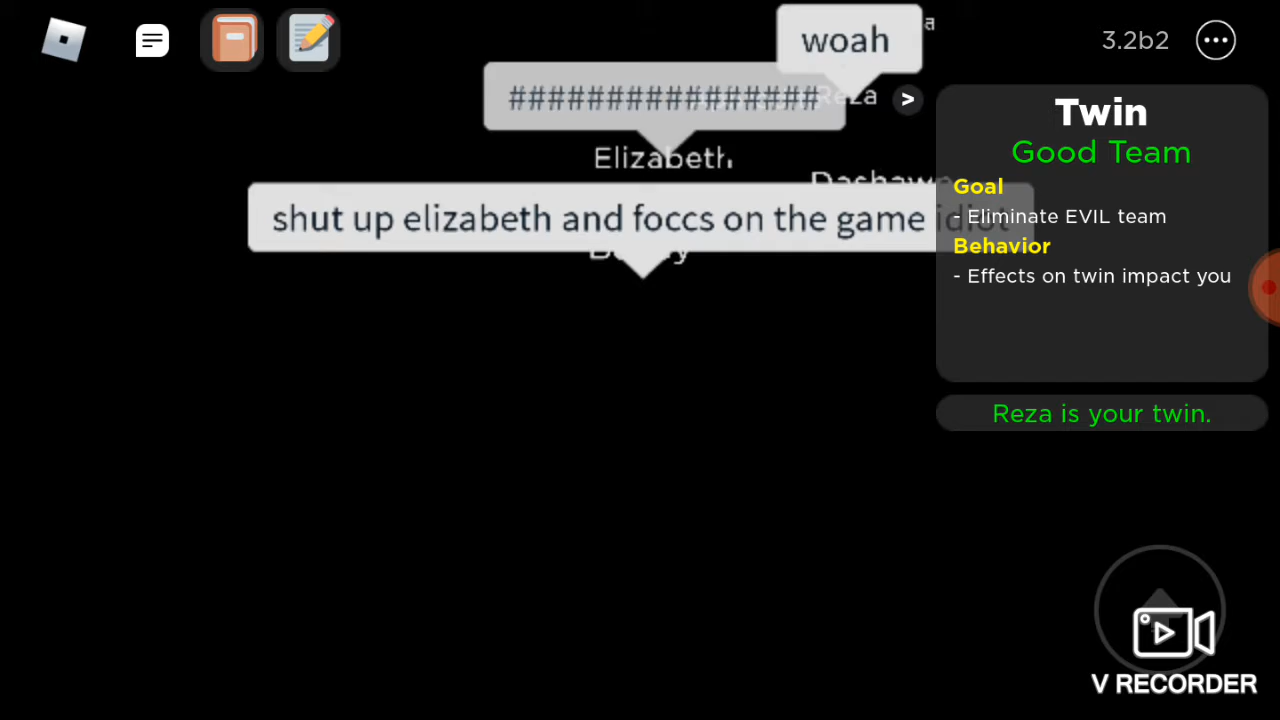 woah
3.2b2
################
Reza
>
Elizabeth
shut up elizabeth and foccs on the game idiot
Twin
Good Team
Goal
- Eliminate EVIL team
Behavior
- Effects on twin impact you
Reza is your twin.
V RECORDER